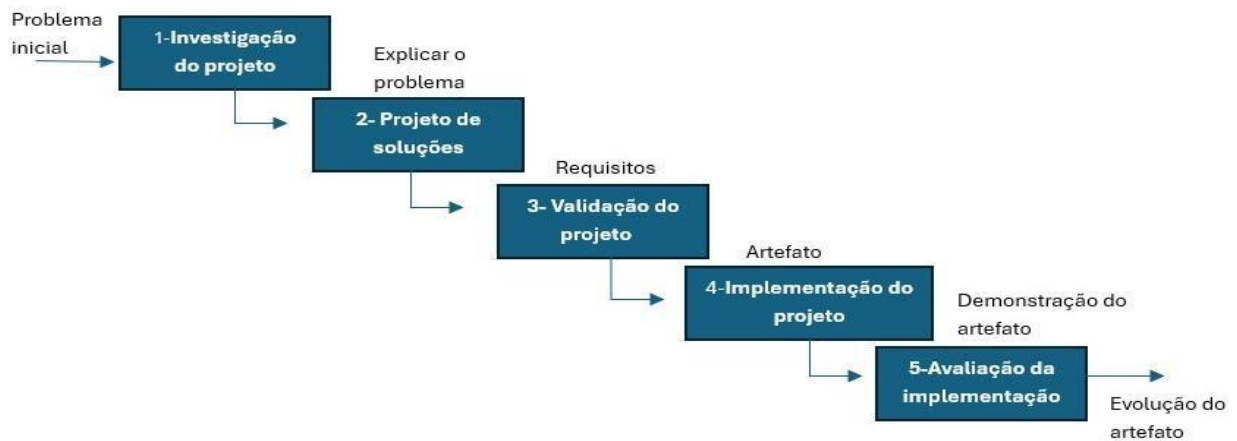 Problema
inicial
1-Investigação
do projeto
Explicar o
problema
2- Projeto de
soluções
Requisitos
3- Validação do
projeto
Artefato
4-Implementação do
projeto
Demonstração do
artefato
5-Avaliação da
implementação
Evolução do
artefato